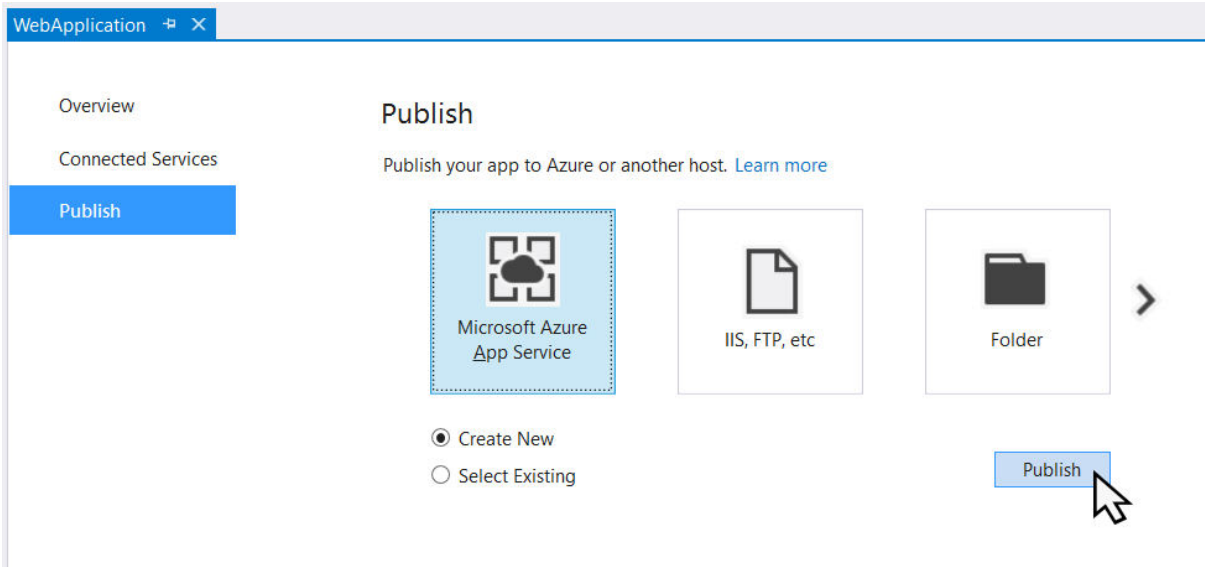 WebApplication
Overview
Connected Services
Publish
Publish
Publish your app to Azure or another host. Learn more
Microsoft Azure
App Service
IIS, FTP, etc
Folder
Create New
Select Existing
Publish